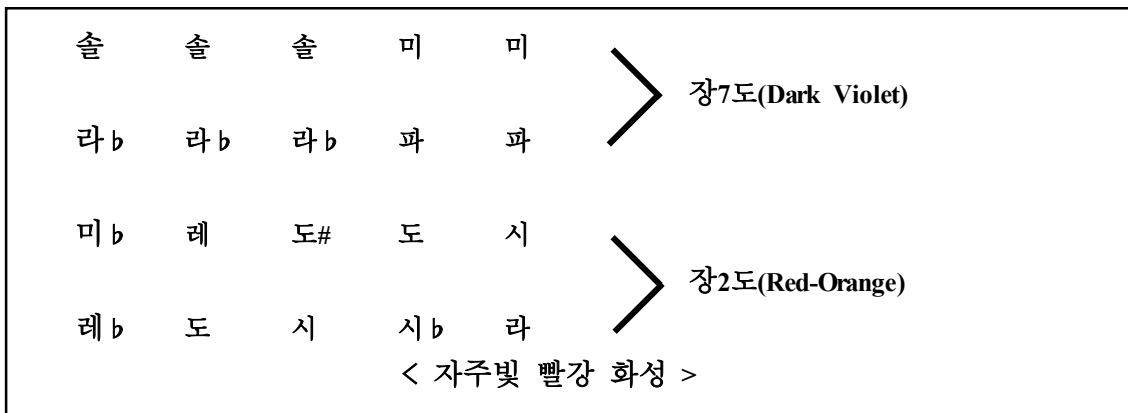 솔 솔 솔 미 미
장7도(Dark Violet)
라♭ 라♭ 라♭ 파 파
미♭ 레 도# 도 시
장2도(Red-Orange)
레♭ 도 시 시♭ 라
< 자주빛 빨강 화성 >